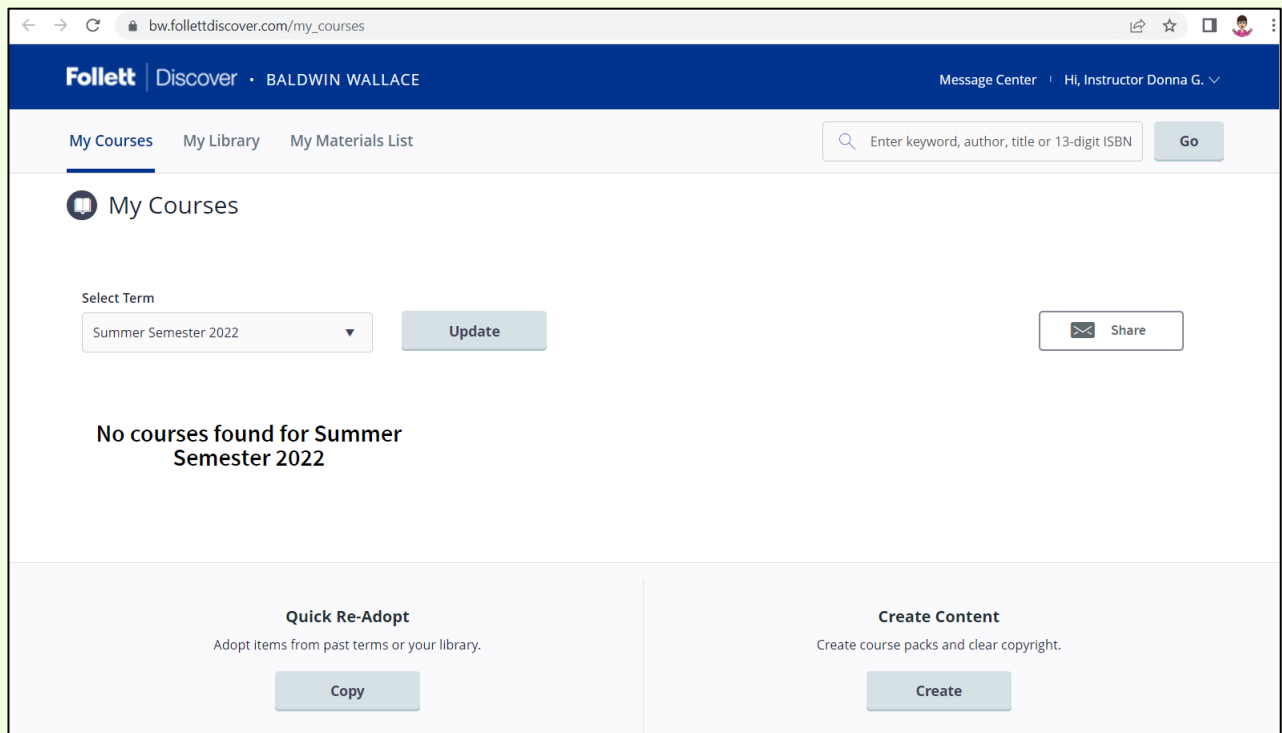 bw.follettdiscover.com/my_courses
Follett | Discover • BALDWIN WALLACE
Message Center
Hi, Instructor Donna G.
My Courses
My Library
My Materials List
Enter keyword, author, title or 13-digit ISBN
Go
My Courses
Select Term
Summer Semester 2022
Update
Share
No courses found for Summer
Semester 2022
Quick Re-Adopt
Adopt items from past terms or your library.
Copy
Create Content
Create course packs and clear copyright.
Create